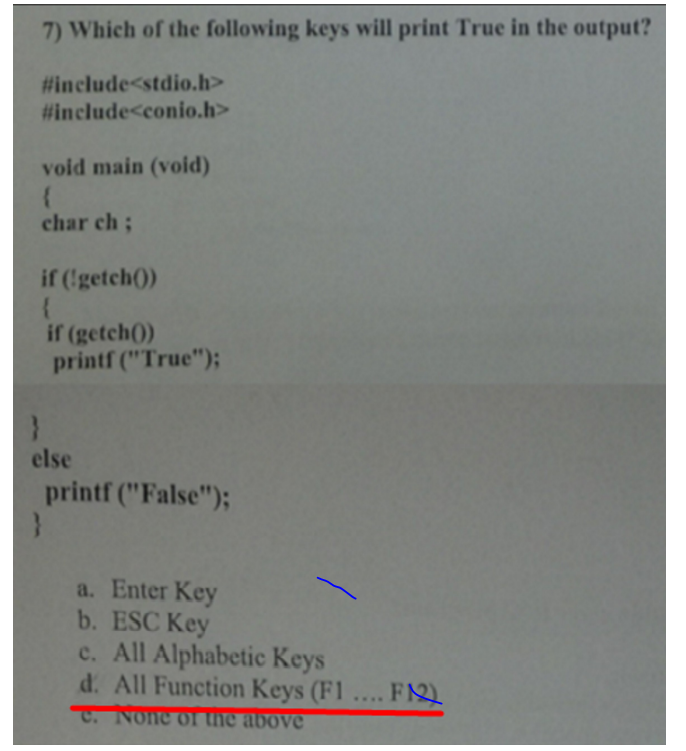 7) Which of the following keys will print True in the output?
#include<stdio.h>
#include<conio.h>
void main (void)
{
char ch ;
if (!getch())
{
if (getch())
printf ("True");
}
else
printf ("False");
}
a. Enter Key
b. ESC Key
c. All Alphabetic Keys
d. All Function Keys (F1 .... F12)
e. None of the above